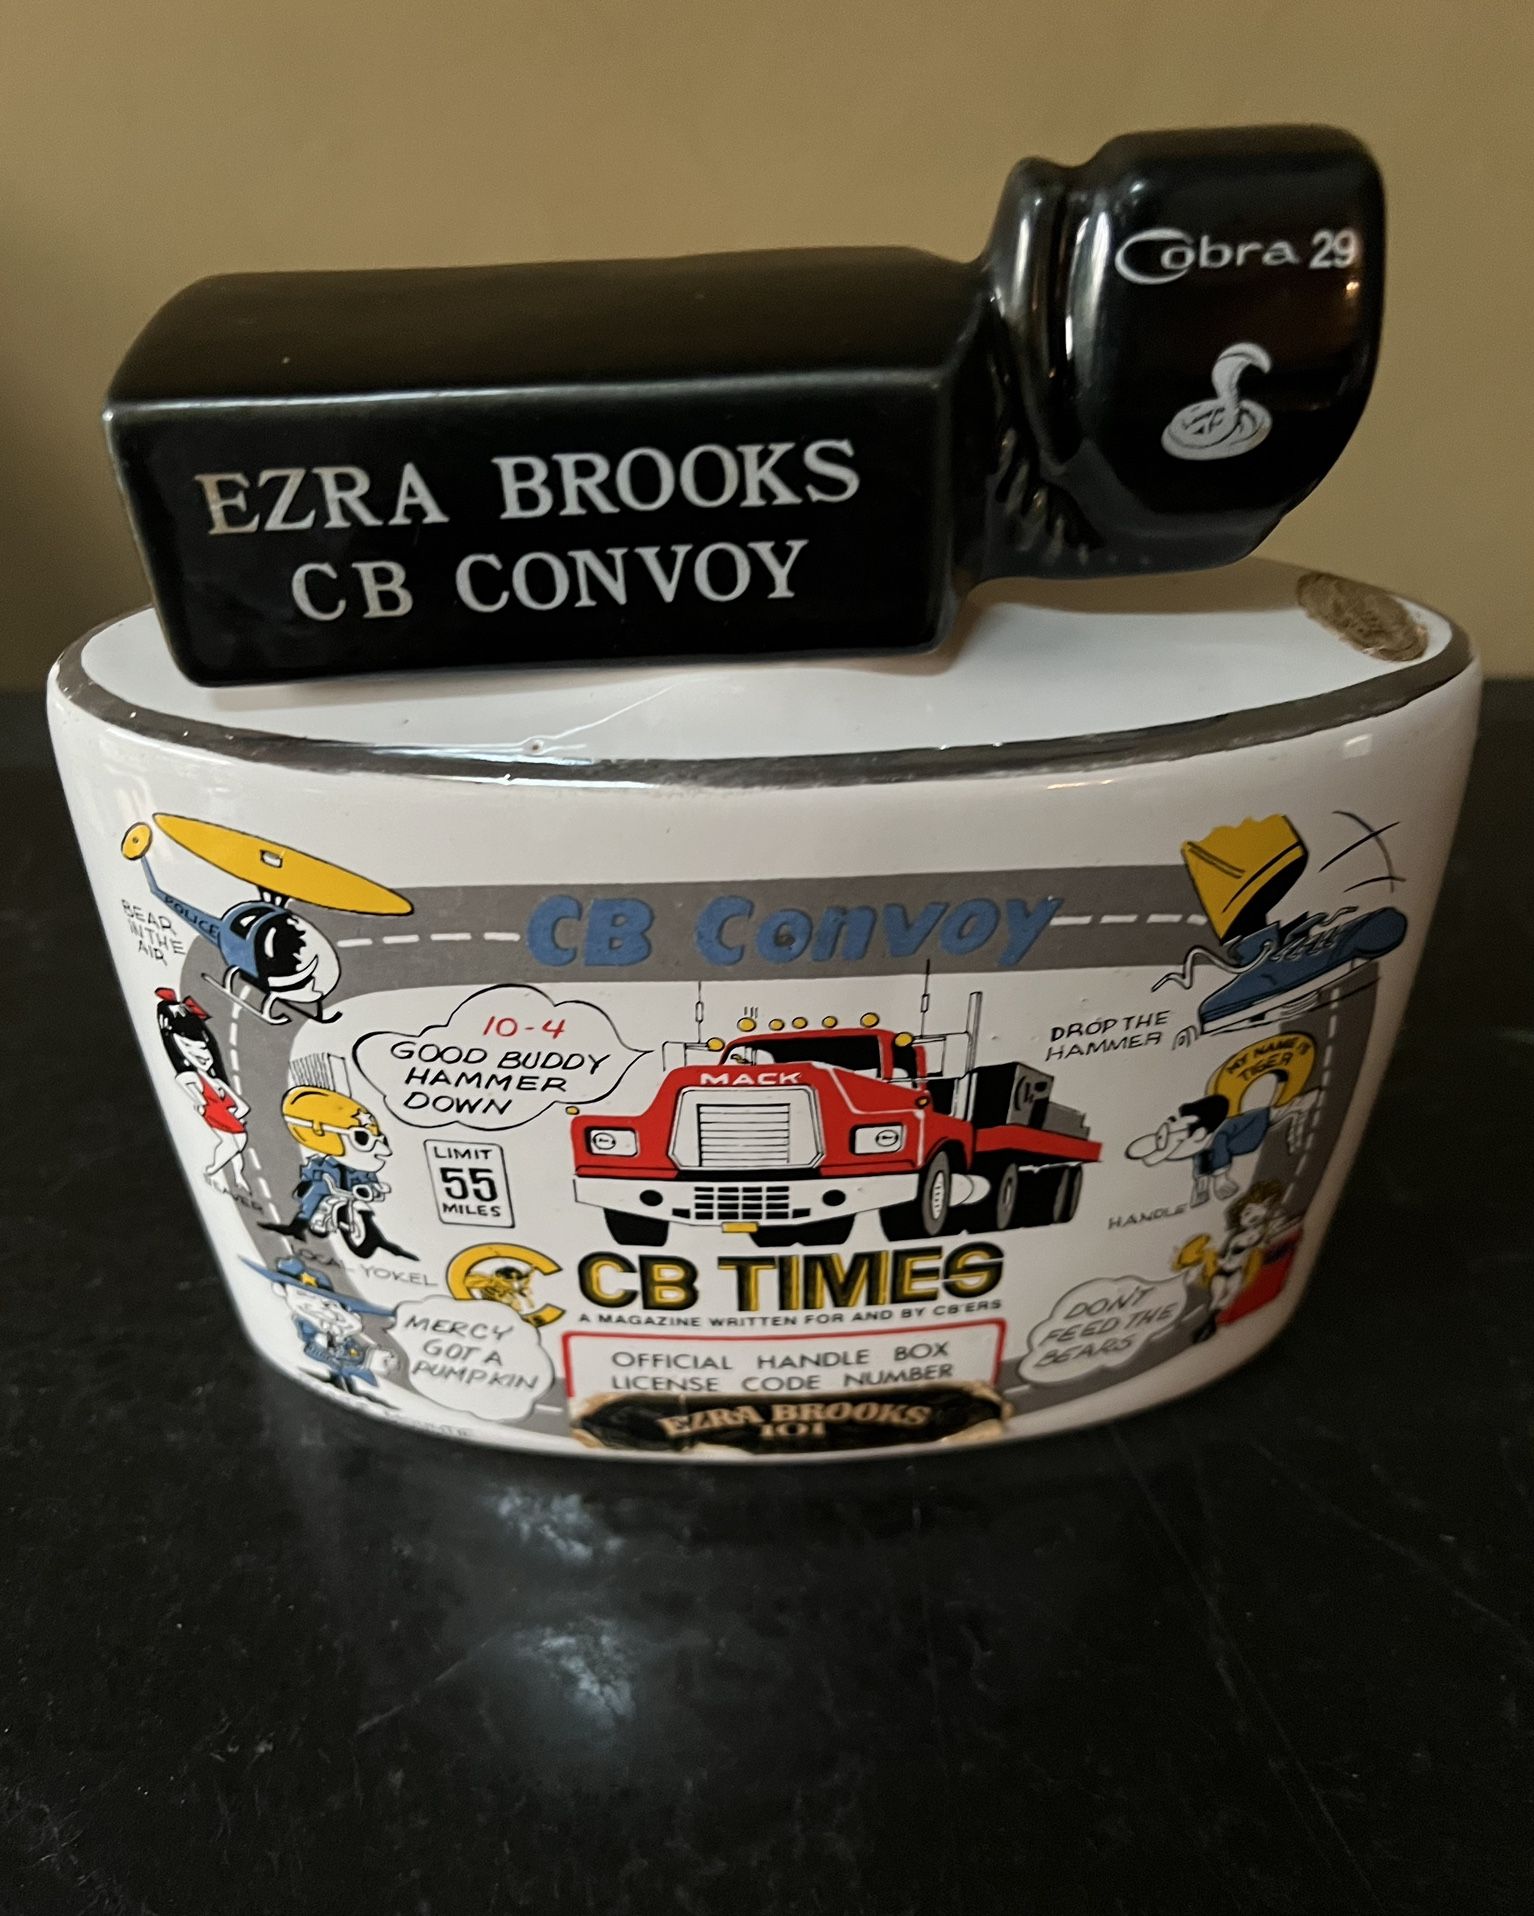 Cobra 29
EZRA BROOKS
CB CONVOY
CB Convoy
POLICE
BEAR
IN THE
AIR
10-4
GOOD BUDDY
HAMMER
DOWN
MACK
DROP THE
HAMMER
MY NAME IS
TIGER
LIMIT
55
MILES
BEAVER
HANDLE
LOCAL YOKEL
CB TIMES
A MAGAZINE WRITTEN FOR AND BY CB'ERS
MERCY
GOT A
PUMPKIN
DON'T
FEED THE
BEARS
OFFICIAL HANDLE BOX
LICENSE CODE NUMBER
EZRA BROOKS
101